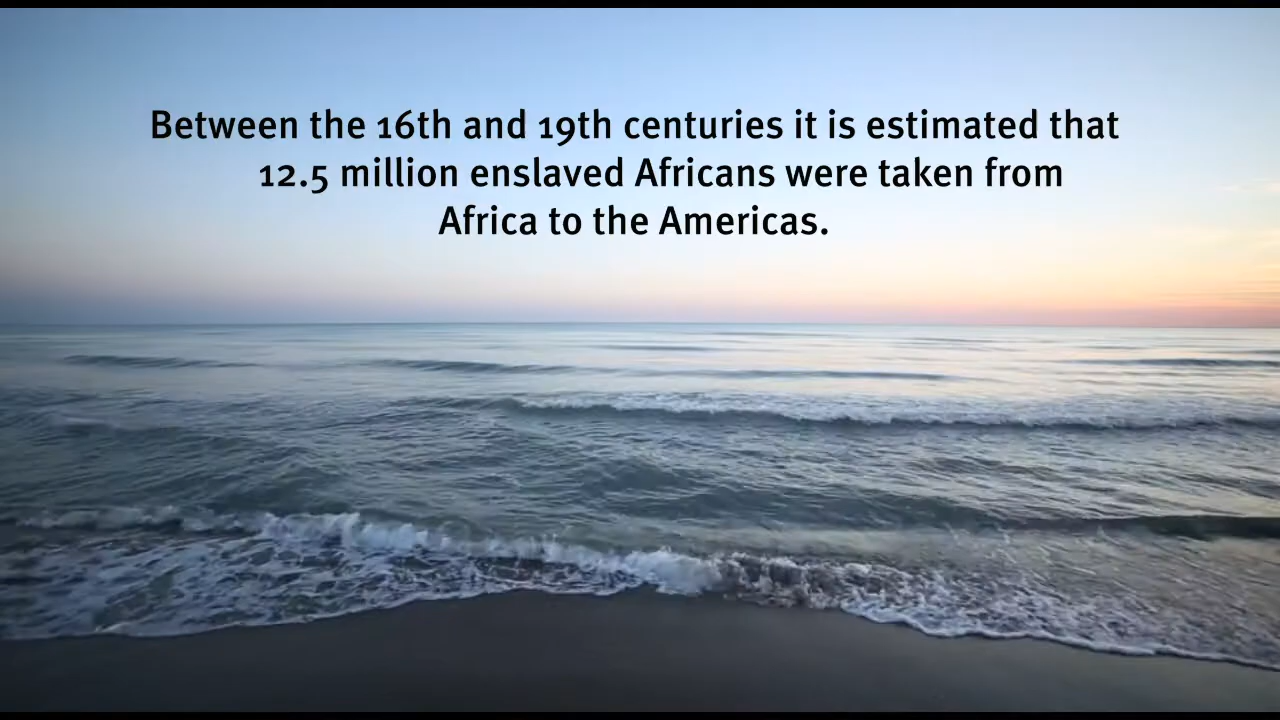 Between the 16th and 19th centuries it is estimated that
12.5 million enslaved Africans were taken from
Africa to the Americas.